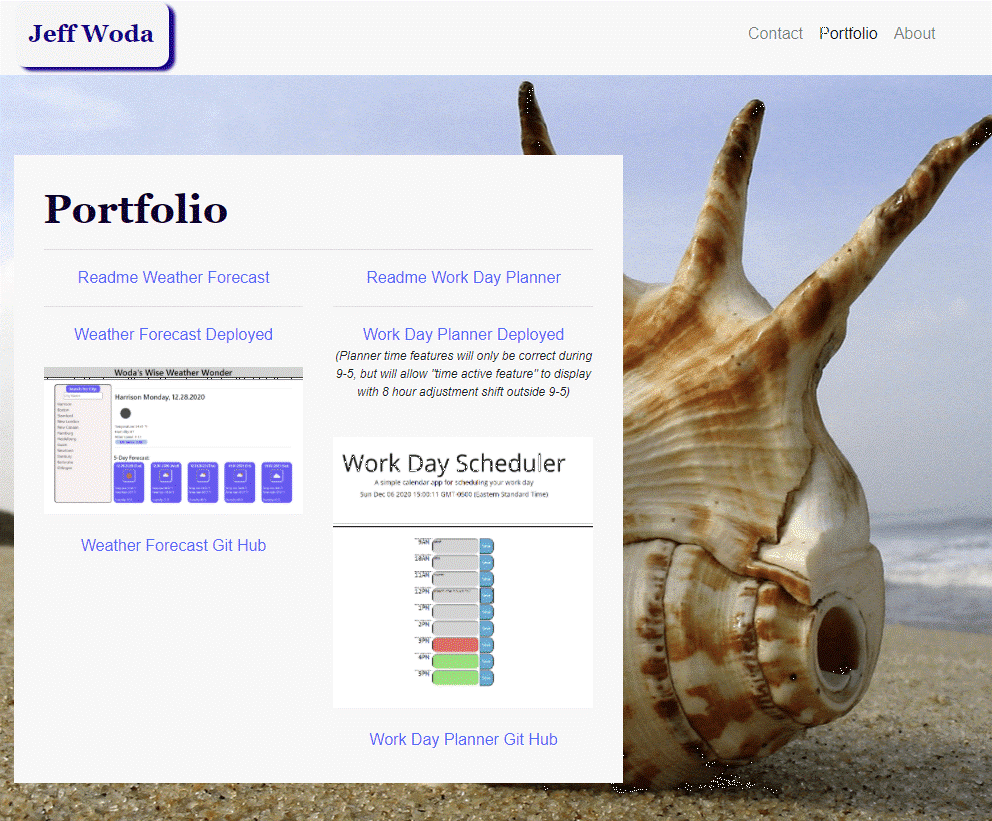 Jeff Woda
Contact Portfolio About
Portfolio
Readme Weather Forecast
Weather Forecast Deployed
Woda's Wise Weather Wonder
Search for City:
Harrison Monday, 12.28.2020
5-Day Forecast:
Weather Forecast Git Hub
Readme Work Day Planner
Work Day Planner Deployed
(Planner time features will only be correct during
9-5, but will allow "time active feature" to display
with 8 hour adjustment shift outside 9-5)
Work Day Scheduler
A simple calendar app for scheduling your work day
Sun Dec 06 2020 15:00:11 GMT-0500 (Eastern Standard Time)
9AM
10AM
11AM
12PM
1PM
2PM
3PM
4PM
5PM
Work Day Planner Git Hub